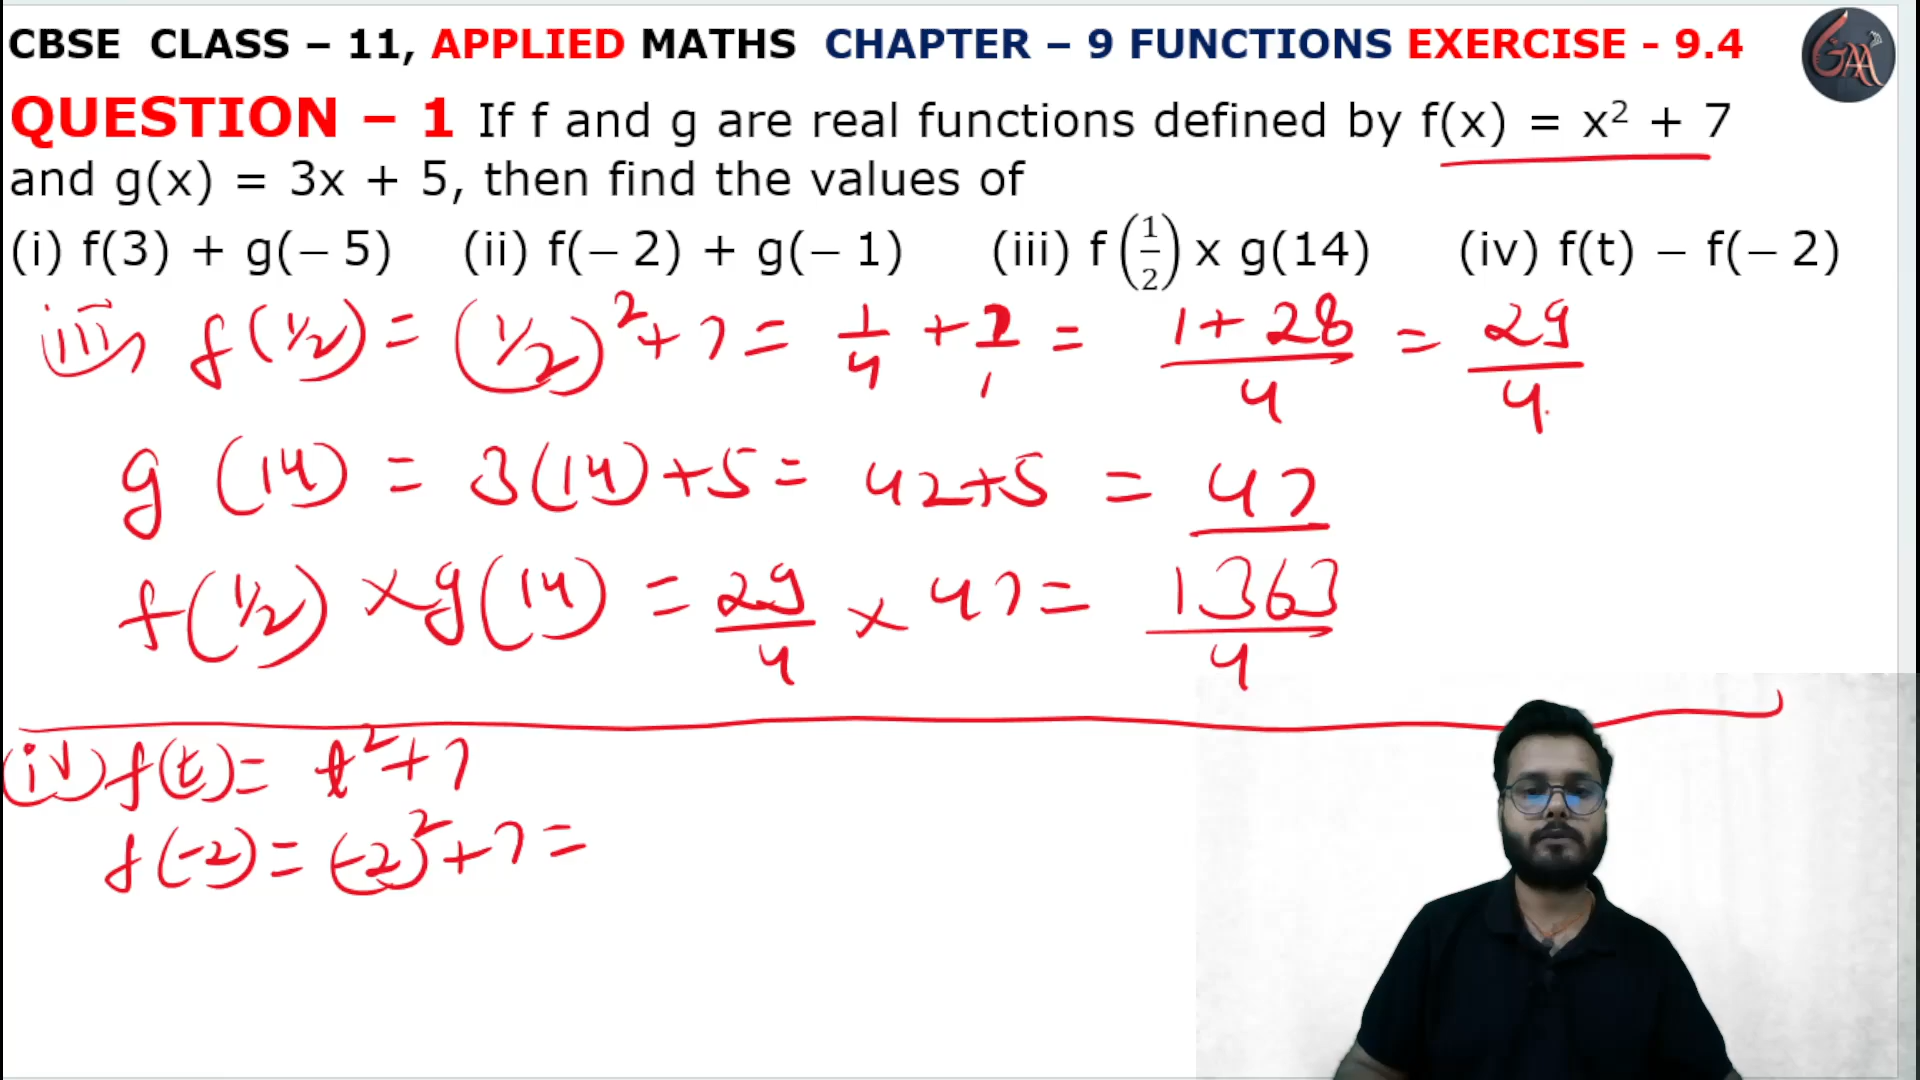 CBSE CLASS – 11, APPLIED MATHS CHAPTER – 9 FUNCTIONS EXERCISE - 9.4
QUESTION – 1 If f and g are real functions defined by f(x) = x² + 7
and g(x) = 3x + 5, then find the values of
(i) f(3) + g(– 5) (ii) f(– 2) + g(– 1) (iii) f (1/2) x g(14) (iv) f(t) – f(– 2)
(iii) f(1/2) = (1/2)² + 7 = 1/4 + 7/1 = (1 + 28)/4 = 29/4
g (14) = 3(14) + 5 = 42 + 5 = 47
f(1/2) × g(14) = 29/4 × 47 = 1363/4
(iv) f(t) = t² + 7
f(-2) = (-2)² + 7 =